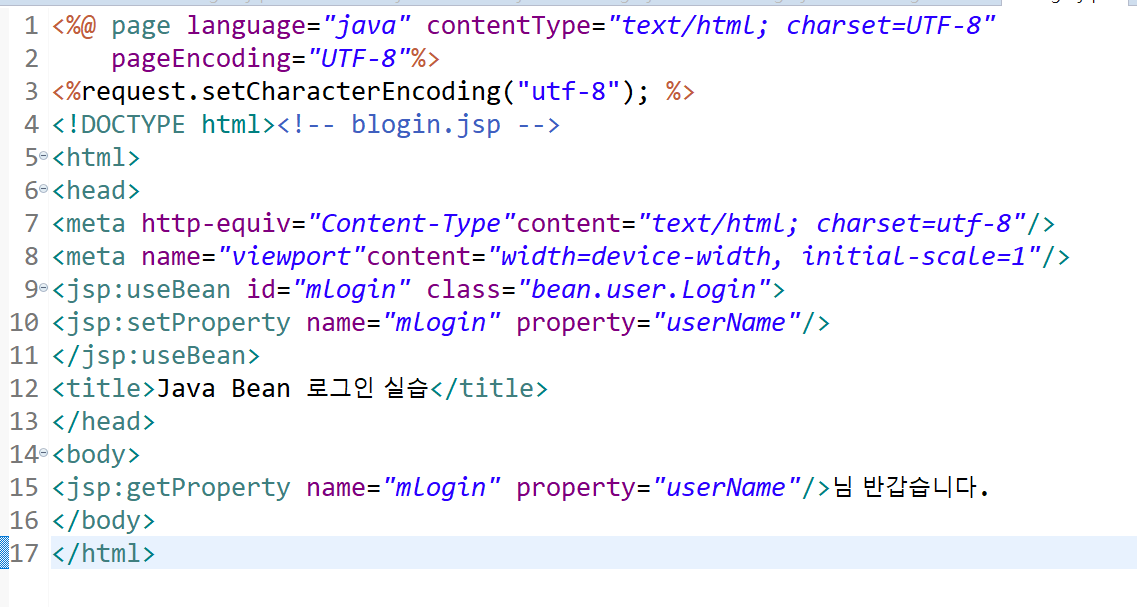 1 <%@ page language="java" contentType="text/html; charset=UTF-8"
2     pageEncoding="UTF-8"%>
3 <%request.setCharacterEncoding("utf-8"); %>
4 <!DOCTYPE html><!-- blogin.jsp -->
5 <html>
6 <head>
7 <meta http-equiv="Content-Type"content="text/html; charset=utf-8"/>
8 <meta name="viewport"content="width=device-width, initial-scale=1"/>
9 <jsp:useBean id="mlogin" class="bean.user.Login">
10 <jsp:setProperty name="mlogin" property="userName"/>
11 </jsp:useBean>
12 <title>Java Bean 로그인 실습</title>
13 </head>
14 <body>
15 <jsp:getProperty name="mlogin" property="userName"/>님 반갑습니다.
16 </body>
17 </html>